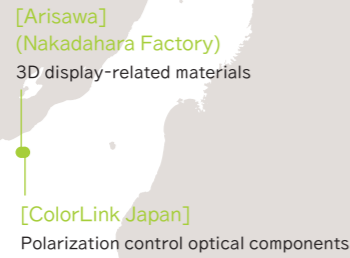 [Arisawa]
(Nakadahara Factory)
3D display-related materials
[ColorLink Japan]
Polarization control optical components